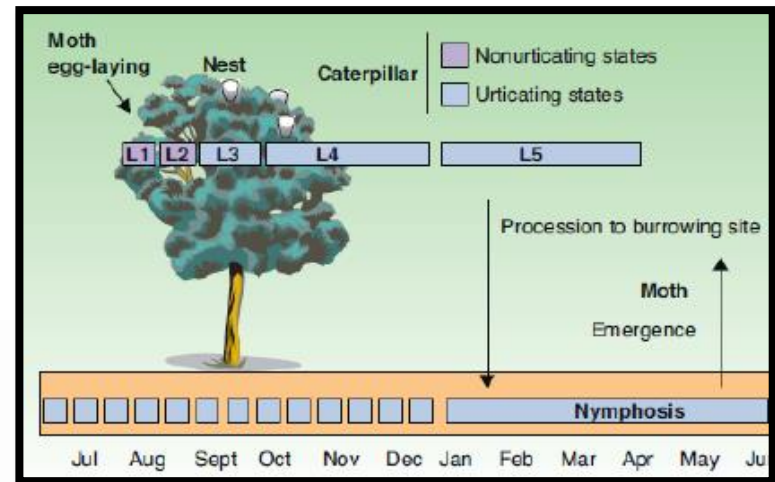 Moth
egg-laying
Nest
Caterpillar
Nonurticating states
Urticating states
L1 L2 L3 L4 L5
Procession to burrowing site
Moth
Emergence
Nymphosis
Jul Aug Sept Oct Nov Dec Jan Feb Mar Apr May Ju